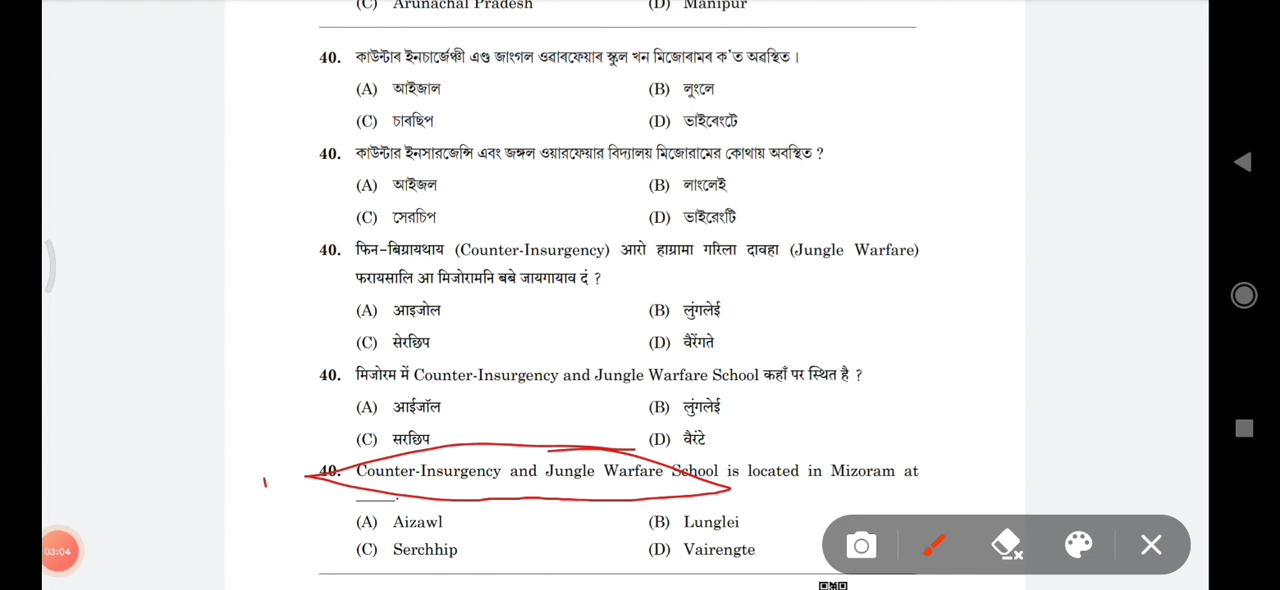 (C) Arunachal Pradesh (D) Manipur
40. কাউন্টাৰ ইনচাৰ্জেঞ্চী এণ্ড জাংগল ওৱাৰফেয়াৰ স্কুল খন মিজোৰামৰ ক'ত অৱস্থিত।
(A) আইজাল (B) লুংলে
(C) চাৰছিপ (D) ভাইৰেংটে
40. কাউন্টার ইনসারজেন্সি এবং জঙ্গল ওয়ারফেয়ার বিদ্যালয় মিজোরামের কোথায় অবস্থিত ?
(A) আইজল (B) লাংলেই
(C) সেরচিপ (D) ভাইরেংটি
40. फिन-बिग्रायथाय (Counter-Insurgency) आरो हाग्रामा गरिला दावहा (Jungle Warfare)
फरायसालि आ मिजोरामनि बबे जायगायाव दं ?
(A) आइजोल (B) लुंगलेई
(C) सेरछिप (D) वैरेंगते
40. मिजोरम में Counter-Insurgency and Jungle Warfare School कहाँ पर स्थित है ?
(A) आईजॉल (B) लुंगलेई
(C) सरछिप (D) वैरंटे
40. Counter-Insurgency and Jungle Warfare School is located in Mizoram at
_____.
(A) Aizawl (B) Lunglei
(C) Serchhip (D) Vairengte
03:04